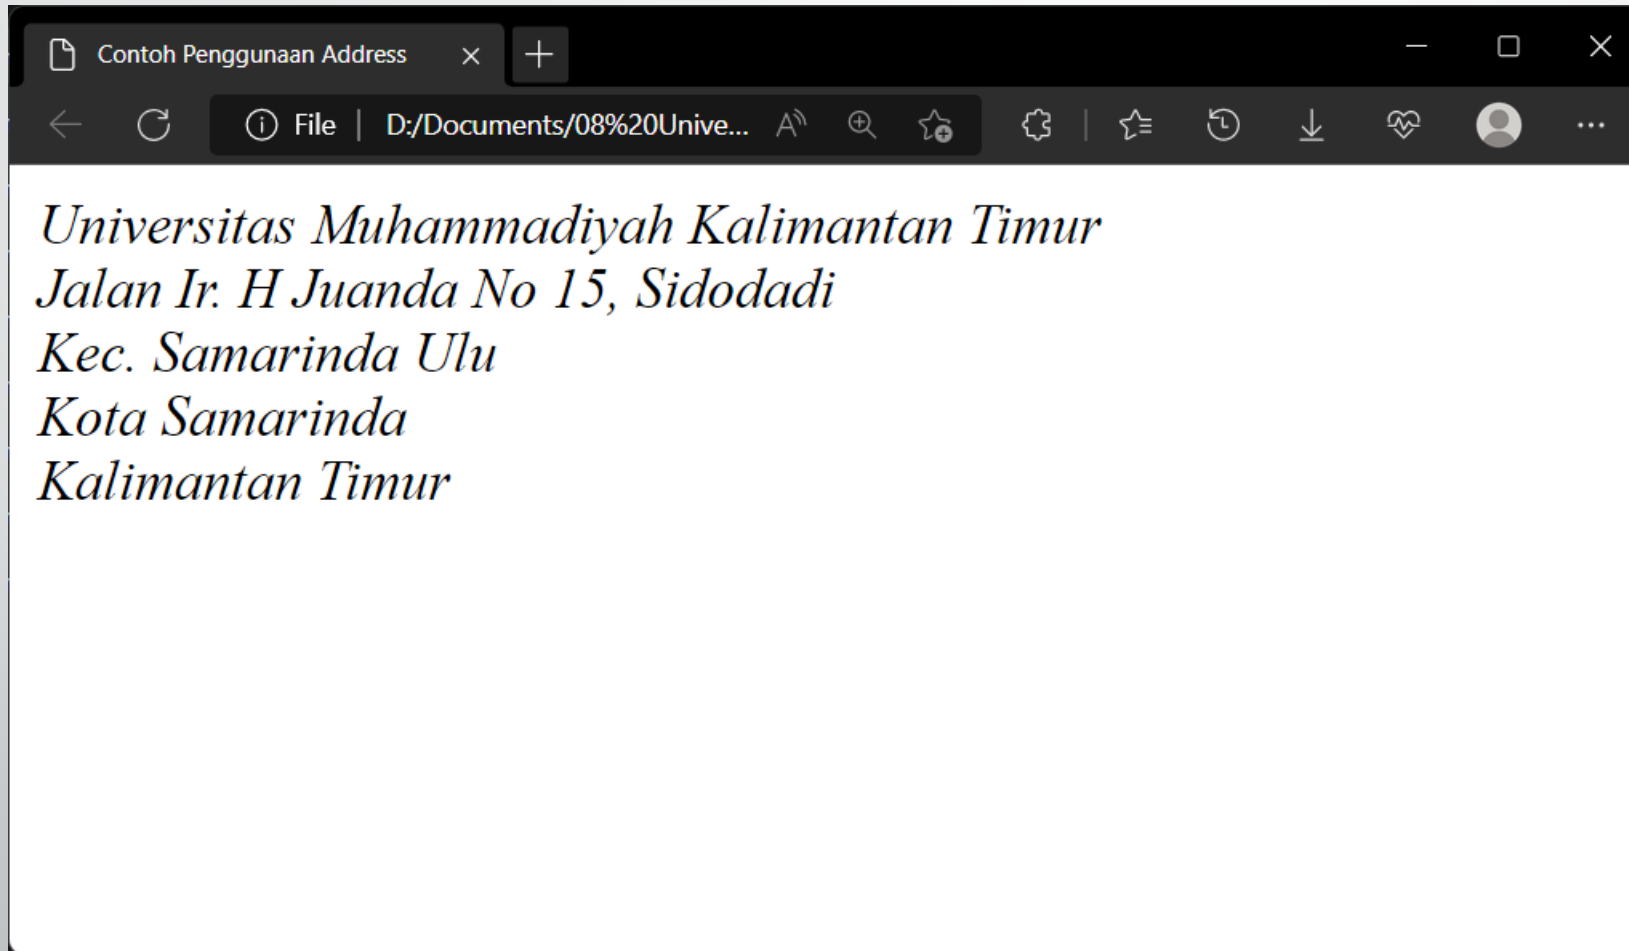 Contoh Penggunaan Address
File | D:/Documents/08%20Unive...
Universitas Muhammadiyah Kalimantan Timur
Jalan Ir. H Juanda No 15, Sidodadi
Kec. Samarinda Ulu
Kota Samarinda
Kalimantan Timur